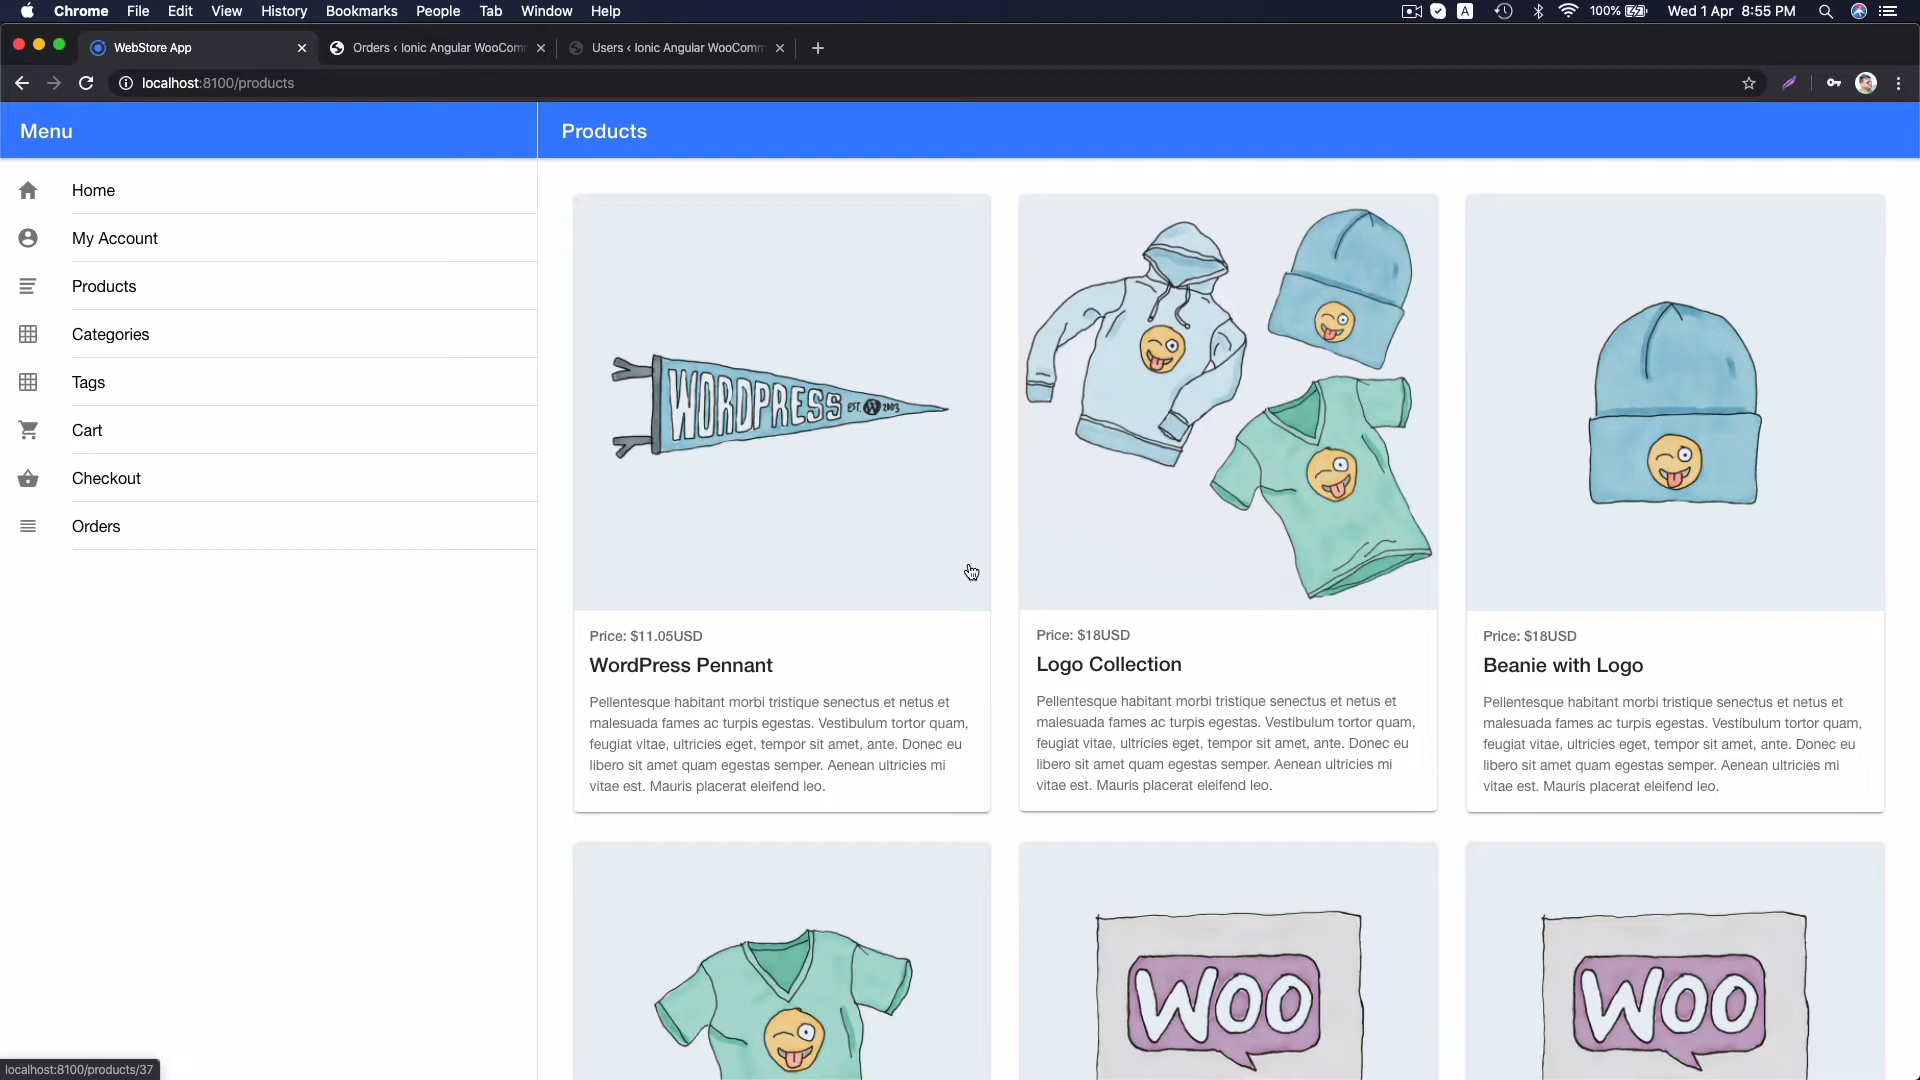 Chrome File Edit View History Bookmarks People Tab Window Help A 100% Wed 1 Apr 8:55 PM
WebStore App Orders ‹ Ionic Angular WooComm Users ‹ Ionic Angular WooComm
localhost:8100/products
Menu
Products
Home
My Account
Products
Categories
Tags
Cart
Checkout
Orders
WORDPRESS EST. W 2003
Price: $11.05USD
WordPress Pennant
Pellentesque habitant morbi tristique senectus et netus et
malesuada fames ac turpis egestas. Vestibulum tortor quam,
feugiat vitae, ultricies eget, tempor sit amet, ante. Donec eu
libero sit amet quam egestas semper. Aenean ultricies mi
vitae est. Mauris placerat eleifend leo.
Price: $18USD
Logo Collection
Pellentesque habitant morbi tristique senectus et netus et
malesuada fames ac turpis egestas. Vestibulum tortor quam,
feugiat vitae, ultricies eget, tempor sit amet, ante. Donec eu
libero sit amet quam egestas semper. Aenean ultricies mi
vitae est. Mauris placerat eleifend leo.
Price: $18USD
Beanie with Logo
Pellentesque habitant morbi tristique senectus et netus et
malesuada fames ac turpis egestas. Vestibulum tortor quam,
feugiat vitae, ultricies eget, tempor sit amet, ante. Donec eu
libero sit amet quam egestas semper. Aenean ultricies mi
vitae est. Mauris placerat eleifend leo.
WOO
WOO
localhost:8100/products/37